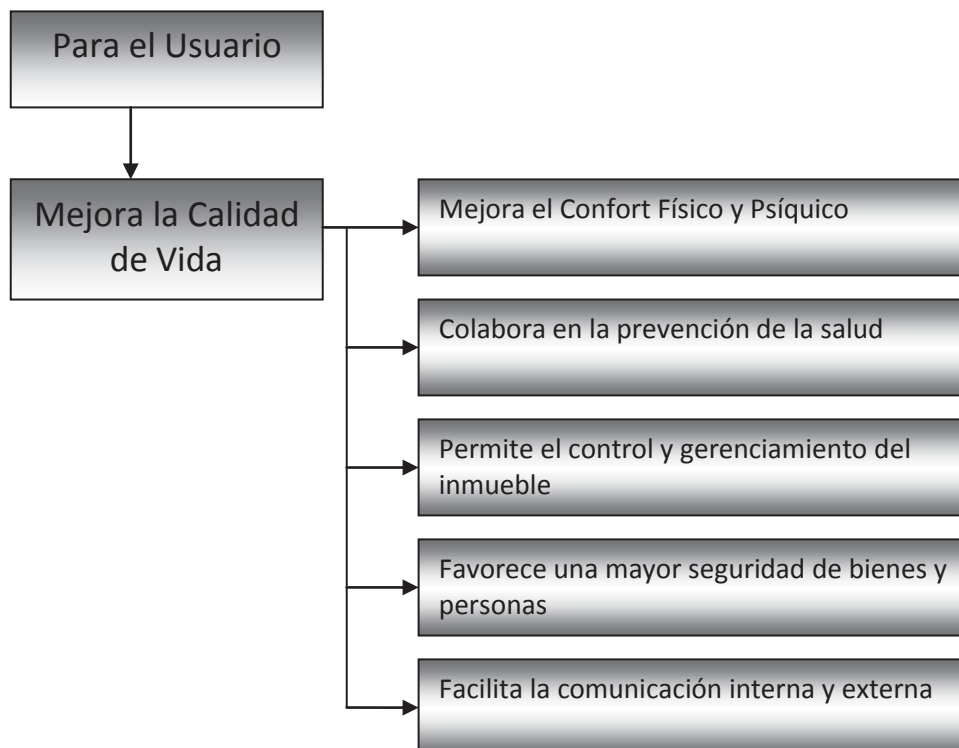 Para el Usuario
Mejora la Calidad
de Vida
Mejora el Confort Físico y Psíquico
Colabora en la prevención de la salud
Permite el control y gerenciamiento del
inmueble
Favorece una mayor seguridad de bienes y
personas
Facilita la comunicación interna y externa